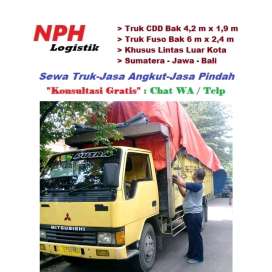 NPH
Logistik
> Truk CDD Bak 4,2 m x 1,9 m
> Truk Fuso Bak 6 m x 2,4 m
> Khusus Lintas Luar Kota
> Sumatera - Jawa - Bali
Sewa Truk-Jasa Angkut-Jasa Pindah
"Konsultasi Gratis" : Chat WA / Telp
MITSUBISHI